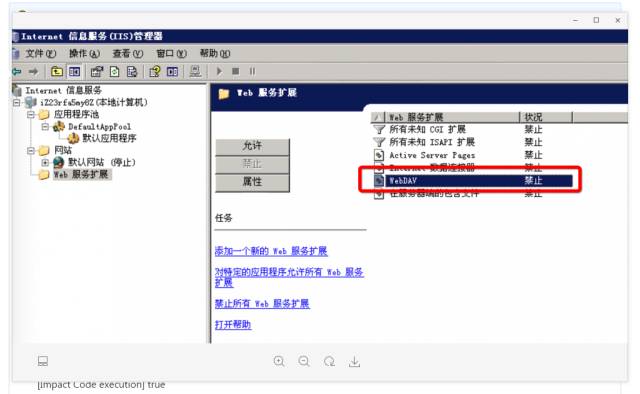 Internet 信息服务(IIS)管理器
文件(F) 操作(A) 查看(V) 窗口(W) 帮助(H)
Internet 信息服务
iZ23rfa5my8Z(本地计算机)
应用程序池
DefaultAppPool
默认应用程序
网站
默认网站 (停止)
Web 服务扩展
Web 服务扩展
允许
禁止
属性
任务
添加一个新的 Web 服务扩展
对特定的应用程序允许所有 Web 服务
扩展
禁止所有 Web 服务扩展
打开帮助
Web 服务扩展 状况
所有未知 CGI 扩展 禁止
所有未知 ISAPI 扩展 禁止
Active Server Pages 禁止
Internet 数据连接器 禁止
WebDAV 禁止
在服务器端的包含文件 禁止
[Impact Code execution] true